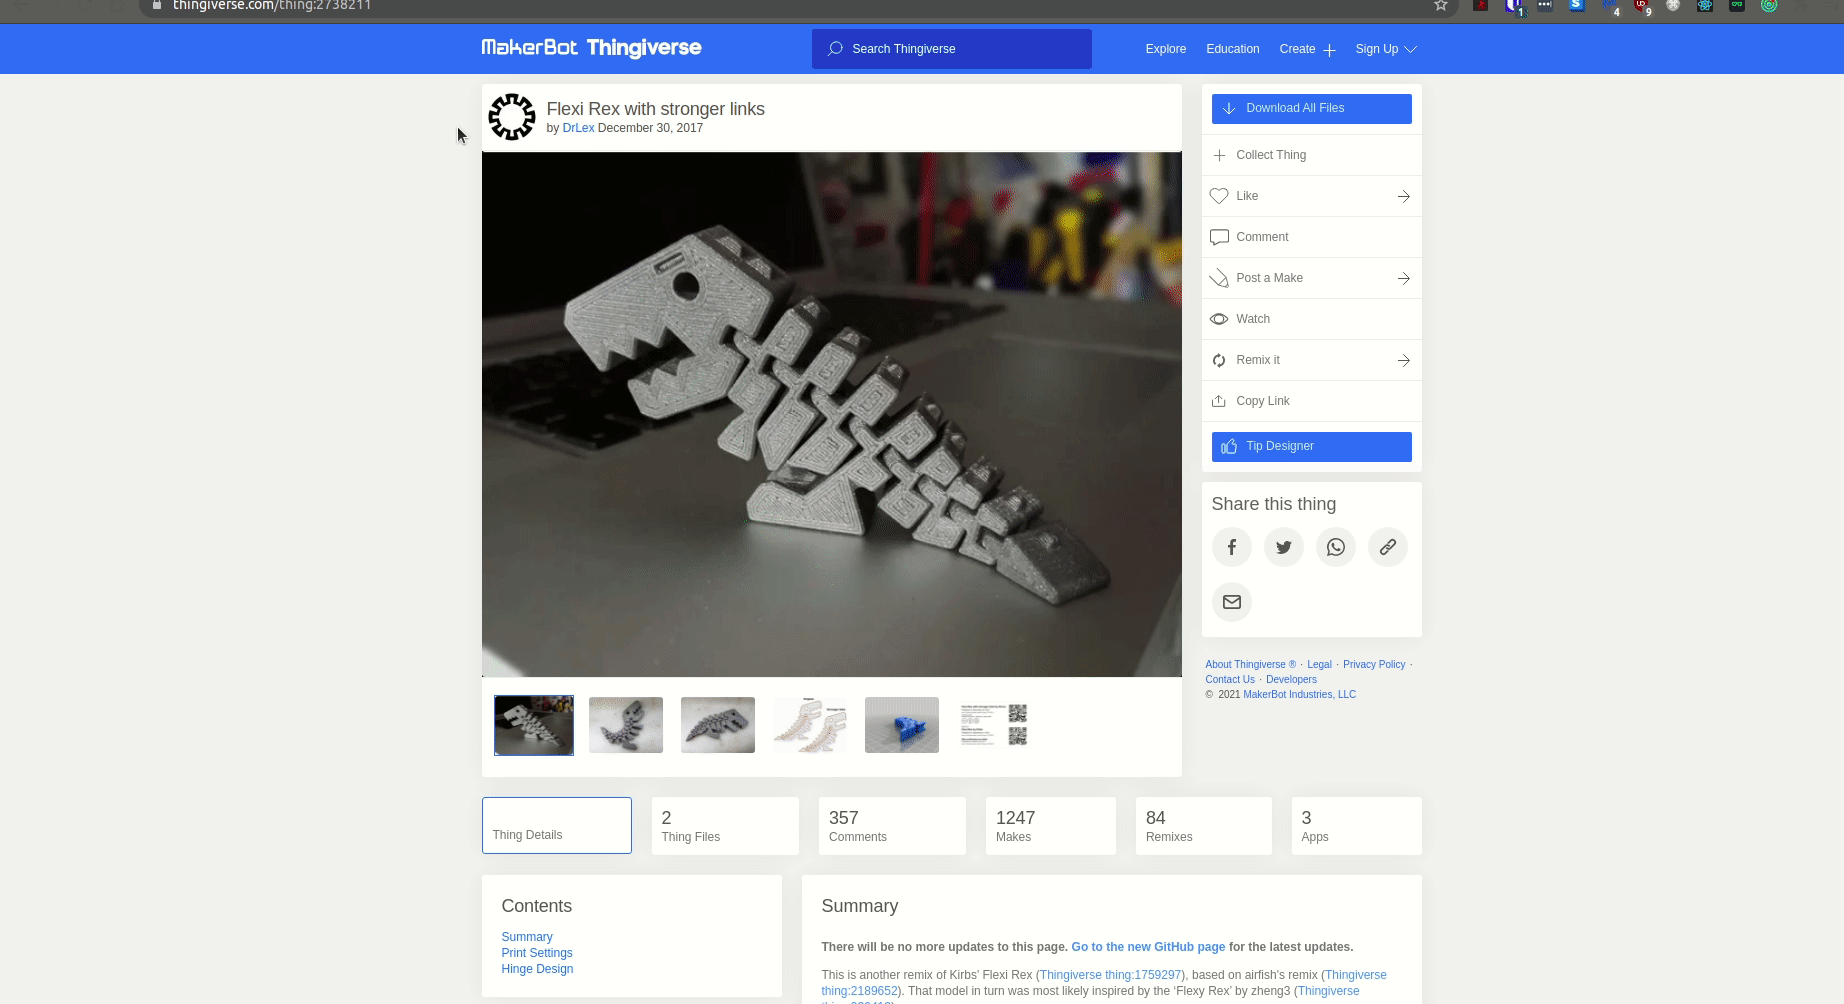 thingiverse.com/thing:2738211
1
4
9
MakerBot Thingiverse
Search Thingiverse
Explore
Education
Create
Sign Up
Flexi Rex with stronger links
by DrLex December 30, 2017
Download All Files
Collect Thing
Like
Comment
Post a Make
Watch
Remix it
Copy Link
Tip Designer
Share this thing
About Thingiverse ® · Legal · Privacy Policy ·
Contact Us · Developers
© 2021 MakerBot Industries, LLC
Thing Details
2
Thing Files
357
Comments
1247
Makes
84
Remixes
3
Apps
Contents
Summary
Print Settings
Hinge Design
Summary
There will be no more updates to this page. Go to the new GitHub page for the latest updates.
This is another remix of Kirbs' Flexi Rex (Thingiverse thing:1759297), based on airfish's remix (Thingiverse
thing:2189652). That model in turn was most likely inspired by the ‘Flexy Rex’ by zheng3 (Thingiverse